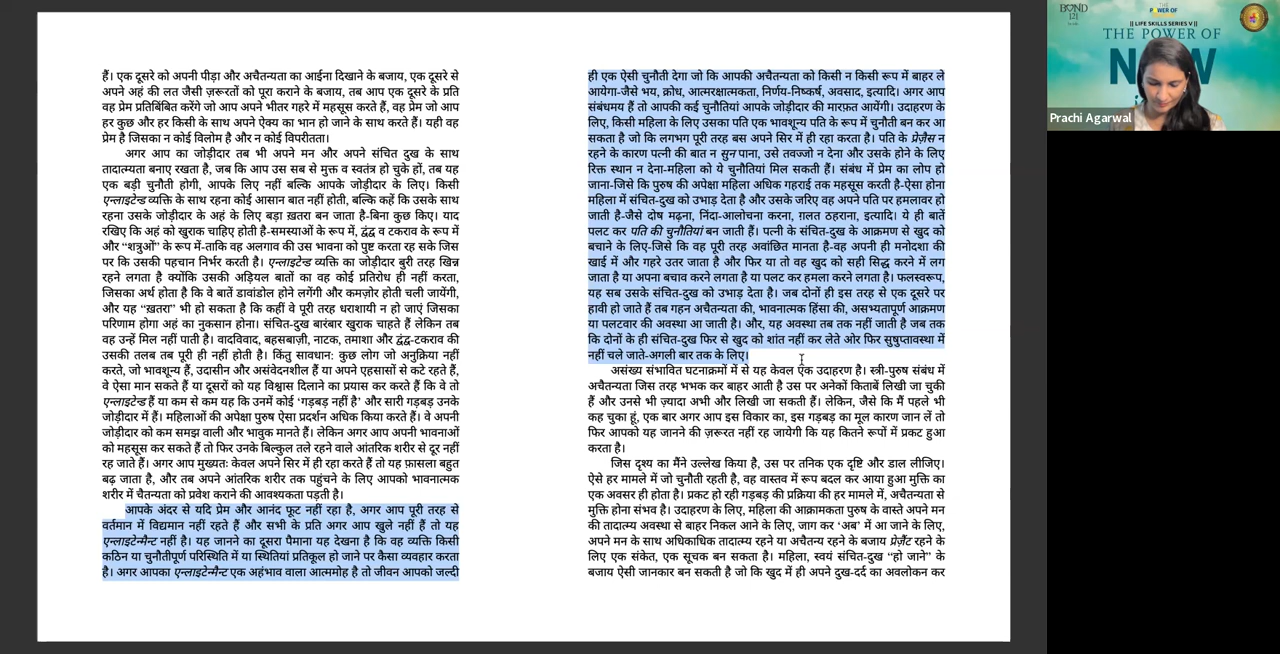 हैं। एक दूसरे को अपनी पीड़ा और अचैतन्यता का आईना दिखाने के बजाय, एक दूसरे से
अपने अहं की लत जैसी ज़रूरतों को पूरा कराने के बजाय, तब आप एक दूसरे के प्रति
वह प्रेम प्रतिबिंबित करेंगे जो आप अपने भीतर गहरे में महसूस करते हैं, वह प्रेम जो आप
हर कुछ और हर किसी के साथ अपने ऐक्य का भान हो जाने के साथ करते हैं। यही वह
प्रेम है जिसका न कोई विलोम है और न कोई विपरीतता।
अगर आप का जोड़ीदार तब भी अपने मन और अपने संचित दुख के साथ
तादात्म्यता बनाए रखता है, जब कि आप उस सब से मुक्त व स्वतंत्र हो चुके हों, तब यह
एक बड़ी चुनौती होगी, आपके लिए नहीं बल्कि आपके जोड़ीदार के लिए। किसी
एन्लाइटेन्ड व्यक्ति के साथ रहना कोई आसान बात नहीं होती, बल्कि कहें कि उसके साथ
रहना उसके जोड़ीदार के अहं के लिए बड़ा ख़तरा बन जाता है-बिना कुछ किए। याद
रखिए कि अहं को खुराक चाहिए होती है-समस्याओं के रूप में, द्वंद्व व टकराव के रूप में
और “शत्रुओं” के रूप में-ताकि वह अलगाव की उस भावना को पुष्ट करता रह सके जिस
पर कि उसकी पहचान निर्भर करती है। एन्लाइटेन्ड व्यक्ति का जोड़ीदार बुरी तरह खिन्न
रहने लगता है क्योंकि उसकी अड़ियल बातों का वह कोई प्रतिरोध ही नहीं करता,
जिसका अर्थ होता है कि वे बातें डावांडोल होने लगेंगी और कमज़ोर होती चली जायेंगी,
और यह “ख़तरा” भी हो सकता है कि कहीं वे पूरी तरह धराशायी न हो जाएं जिसका
परिणाम होगा अहं का नुकसान होना। संचित-दुख बारंबार खुराक चाहते हैं लेकिन तब
वह उन्हें मिल नहीं पाती है। वादविवाद, बहसबाज़ी, नाटक, तमाशा और द्वंद्व-टकराव की
उसकी तलब तब पूरी ही नहीं होती है। किंतु सावधान: कुछ लोग जो अनुक्रिया नहीं
करते, जो भावशून्य हैं, उदासीन और असंवेदनशील हैं या अपने एहसासों से कटे रहते हैं,
वे ऐसा मान सकते हैं या दूसरों को यह विश्वास दिलाने का प्रयास कर करते हैं कि वे तो
एन्लाइटेन्ड हैं या कम से कम यह कि उनमें कोई ‘गड़बड़ नहीं है’ और सारी गड़बड़ उनके
जोड़ीदार में हैं। महिलाओं की अपेक्षा पुरुष ऐसा प्रदर्शन अधिक किया करते हैं। वे अपनी
जोड़ीदार को कम समझ वाली और भावुक मानते हैं। लेकिन अगर आप अपनी भावनाओं
को महसूस कर सकते हैं तो फिर उनके बिल्कुल तले रहने वाले आंतरिक शरीर से दूर नहीं
रह जाते हैं। अगर आप मुख्यतः केवल अपने सिर में ही रहा करते हैं तो यह फ़ासला बहुत
बढ़ जाता है, और तब अपने आंतरिक शरीर तक पहुंचने के लिए आपको भावनात्मक
शरीर में चैतन्यता को प्रवेश कराने की आवश्यकता पड़ती है।
आपके अंदर से यदि प्रेम और आनंद फूट नहीं रहा है, अगर आप पूरी तरह से
वर्तमान में विद्यमान नहीं रहते हैं और सभी के प्रति अगर आप खुले नहीं हैं तो यह
एन्लाइटेन्मैन्ट नहीं है। यह जानने का दूसरा पैमाना यह देखना है कि वह व्यक्ति किसी
कठिन या चुनौतीपूर्ण परिस्थिति में या स्थितियां प्रतिकूल हो जाने पर कैसा व्यवहार करता
है। अगर आपका एन्लाइटेन्मैन्ट एक अहंभाव वाला आत्ममोह है तो जीवन आपको जल्दी
ही एक ऐसी चुनौती देगा जो कि आपकी अचैतन्यता को किसी न किसी रूप में बाहर ले
आयेगा-जैसे भय, क्रोध, आत्मरक्षात्मकता, निर्णय-निष्कर्ष, अवसाद, इत्यादि। अगर आप
संबंधमय हैं तो आपकी कई चुनौतियां आपके जोड़ीदार की मारफ़त आयेंगी। उदाहरण के
लिए, किसी महिला के लिए उसका पति एक भावशून्य पति के रूप में चुनौती बन कर आ
सकता है जो कि लगभग पूरी तरह बस अपने सिर में ही रहा करता है। पति के प्रेज़ैंस न
रहने के कारण पत्नी की बात न सुन पाना, उसे तवज्जो न देना और उसके होने के लिए
रिक्त स्थान न देना-महिला को ये चुनौतियां मिल सकती हैं। संबंध में प्रेम का लोप हो
जाना-जिसे कि पुरुष की अपेक्षा महिला अधिक गहराई तक महसूस करती है-ऐसा होना
महिला में संचित-दुख को उभाड़ देता है और उसके जरिए वह अपने पति पर हमलावर हो
जाती है-जैसे दोष मढ़ना, निंदा-आलोचना करना, ग़लत ठहराना, इत्यादि। ये ही बातें
पलट कर पति की चुनौतियां बन जाती हैं। पत्नी के संचित-दुख के आक्रमण से खुद को
बचाने के लिए-जिसे कि वह पूरी तरह अवांछित मानता है-वह अपनी ही मनोदशा की
खाई में और गहरे उतर जाता है और फिर या तो वह खुद को सही सिद्ध करने में लग
जाता है या अपना बचाव करने लगता है या पलट कर हमला करने लगता है। फलस्वरूप,
यह सब उसके संचित-दुख को उभाड़ देता है। जब दोनों ही इस तरह से एक दूसरे पर
हावी हो जाते हैं तब गहन अचैतन्यता की, भावनात्मक हिंसा की, असभ्यतापूर्ण आक्रमण
या पलटवार की अवस्था आ जाती है। और, यह अवस्था तब तक नहीं जाती है जब तक
कि दोनों के ही संचित-दुख फिर से खुद को शांत नहीं कर लेते ओर फिर सुषुप्तावस्था में
नहीं चले जाते-अगली बार तक के लिए।
असंख्य संभावित घटनाक्रमों में से यह केवल एक उदाहरण है। स्त्री-पुरुष संबंध में
अचैतन्यता जिस तरह भभक कर बाहर आती है उस पर अनेकों किताबें लिखी जा चुकी
हैं और उनसे भी ज़्यादा अभी और लिखी जा सकती हैं। लेकिन, जैसे कि मैं पहले भी
कह चुका हूं, एक बार अगर आप इस विकार का, इस गड़बड़ का मूल कारण जान लें तो
फिर आपको यह जानने की ज़रूरत नहीं रह जायेगी कि यह कितने रूपों में प्रकट हुआ
करता है।
जिस दृश्य का मैंने उल्लेख किया है, उस पर तनिक एक दृष्टि और डाल लीजिए।
ऐसे हर मामले में जो चुनौती रहती है, वह वास्तव में रूप बदल कर आया हुआ मुक्ति का
एक अवसर ही होता है। प्रकट हो रही गड़बड़ की प्रक्रिया की हर मामले में, अचैतन्यता से
मुक्ति होना संभव है। उदाहरण के लिए, महिला की आक्रामकता पुरुष के वास्ते अपने मन
की तादात्म्य अवस्था से बाहर निकल आने के लिए, जाग कर ‘अब’ में आ जाने के लिए,
अपने मन के साथ अधिकाधिक तादात्म्य रहने या अचैतन्य रहने के बजाय प्रेज़ैंट रहने के
लिए एक संकेत, एक सूचक बन सकता है। महिला, स्वयं संचित-दुख “हो जाने” के
बजाय ऐसी जानकार बन सकती है जो कि खुद में ही अपने दुख-दर्द का अवलोकन कर
BOND
THE
POWER OF
|| LIFE SKILLS SERIES V ||
THE POWER OF
Prachi Agarwal